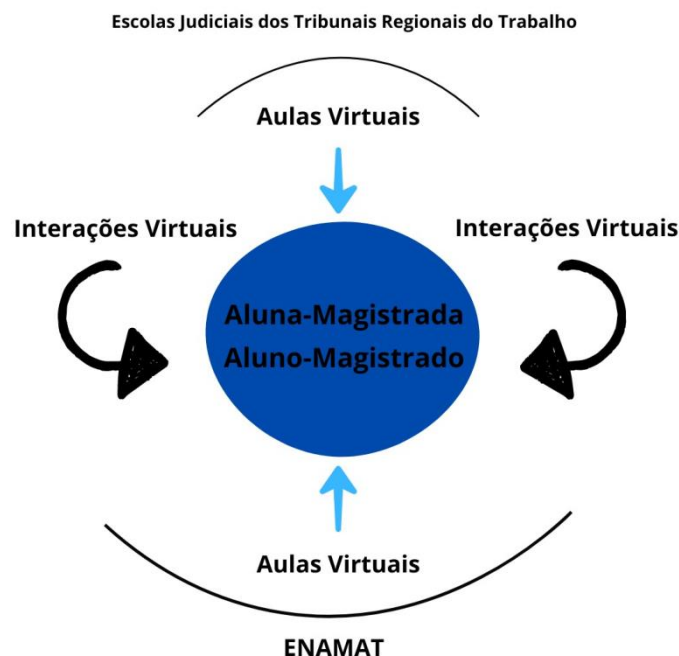 Escolas Judiciais dos Tribunais Regionais do Trabalho
Aulas Virtuais
Interações Virtuais
Interações Virtuais
Aluna-Magistrada
Aluno-Magistrado
Aulas Virtuais
ENAMAT